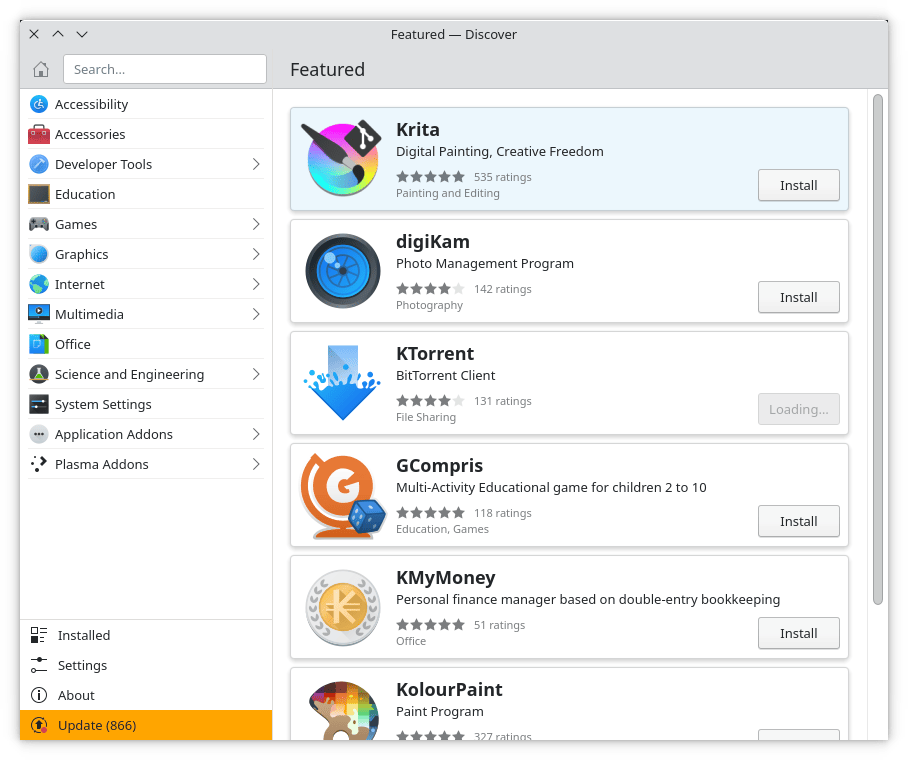 Featured — Discover
Search...
Featured
Accessibility
Accessories
Developer Tools
Education
Games
Graphics
Internet
Multimedia
Office
Science and Engineering
System Settings
Application Addons
Plasma Addons
Installed
Settings
About
Update (866)
Krita
Digital Painting, Creative Freedom
535 ratings
Painting and Editing
Install
digiKam
Photo Management Program
142 ratings
Photography
Install
KTorrent
BitTorrent Client
131 ratings
File Sharing
Loading...
GCompris
Multi-Activity Educational game for children 2 to 10
118 ratings
Education, Games
Install
KMyMoney
Personal finance manager based on double-entry bookkeeping
51 ratings
Office
Install
KolourPaint
Paint Program
327 ratings